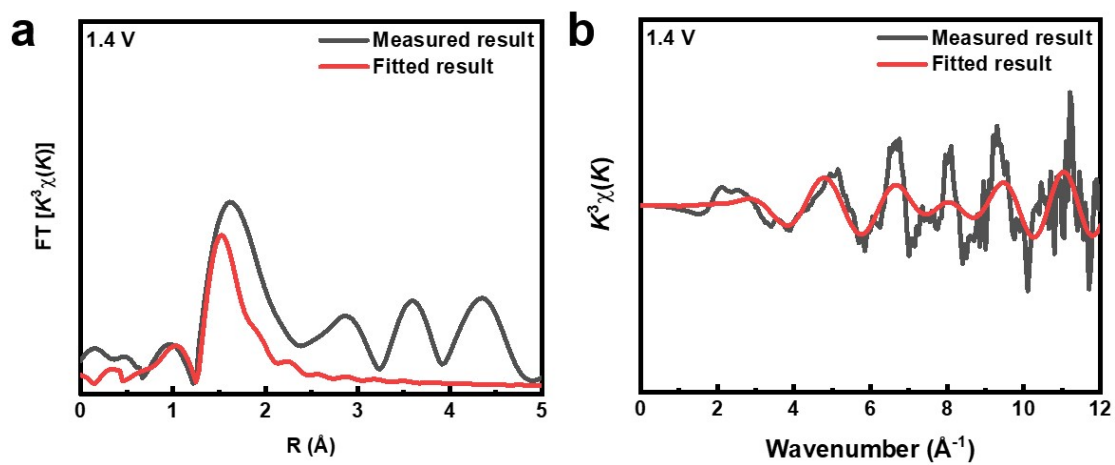 a
1.4 V
Measured result
Fitted result
FT [K³χ(K)]
0 1 2 3 4 5
R (Å)
b
1.4 V
Measured result
Fitted result
K³χ(K)
0 2 4 6 8 10 12
Wavenumber (Å⁻¹)